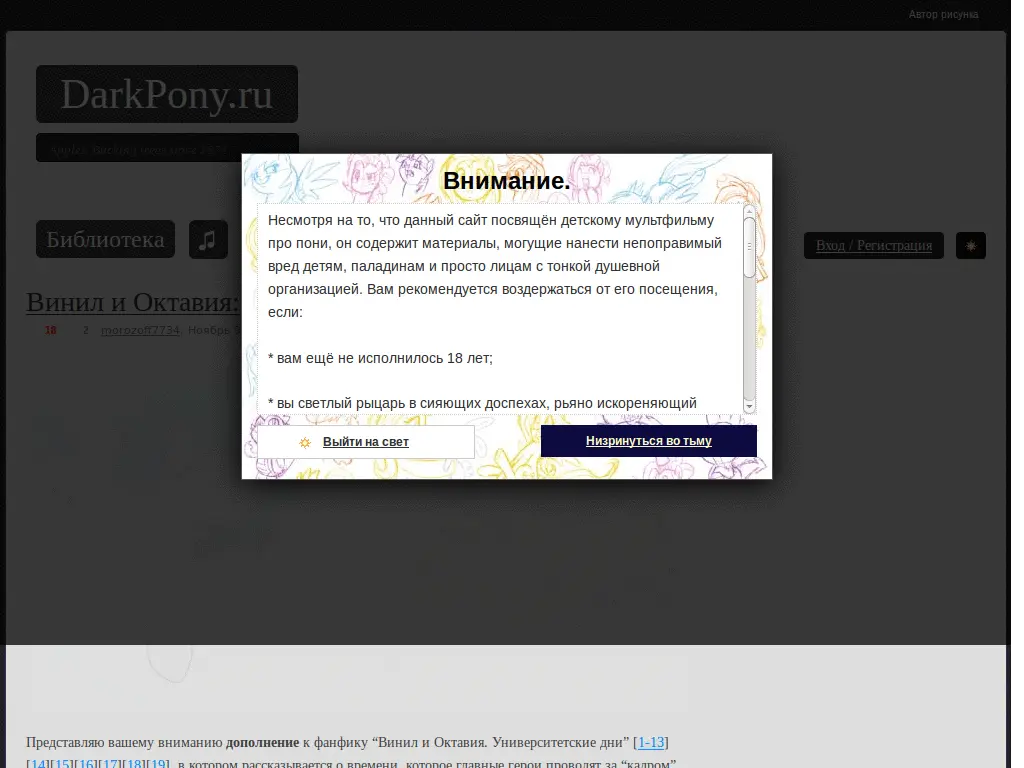 Автор рисунка
DarkPony.ru
Внимание.
Несмотря на то, что данный сайт посвящён детскому мультфильму
про пони, он содержит материалы, могущие нанести непоправимый
вред детям, паладинам и просто лицам с тонкой душевной
организацией. Вам рекомендуется воздержаться от его посещения,
если:
* вам ещё не исполнилось 18 лет;
* вы светлый рыцарь в сияющих доспехах, рьяно искореняющий
Выйти на свет
Низринуться во тьму
Библиотека
Вход / Регистрация
Винил и Октавия:
18 2 morozoff7734, Ноябрь
Представляю вашему вниманию дополнение к фанфику “Винил и Октавия. Университетские дни” [1-13]
[14][15][16][17][18][19], в котором рассказывается о времени, которое главные герои проводят за “кадром”